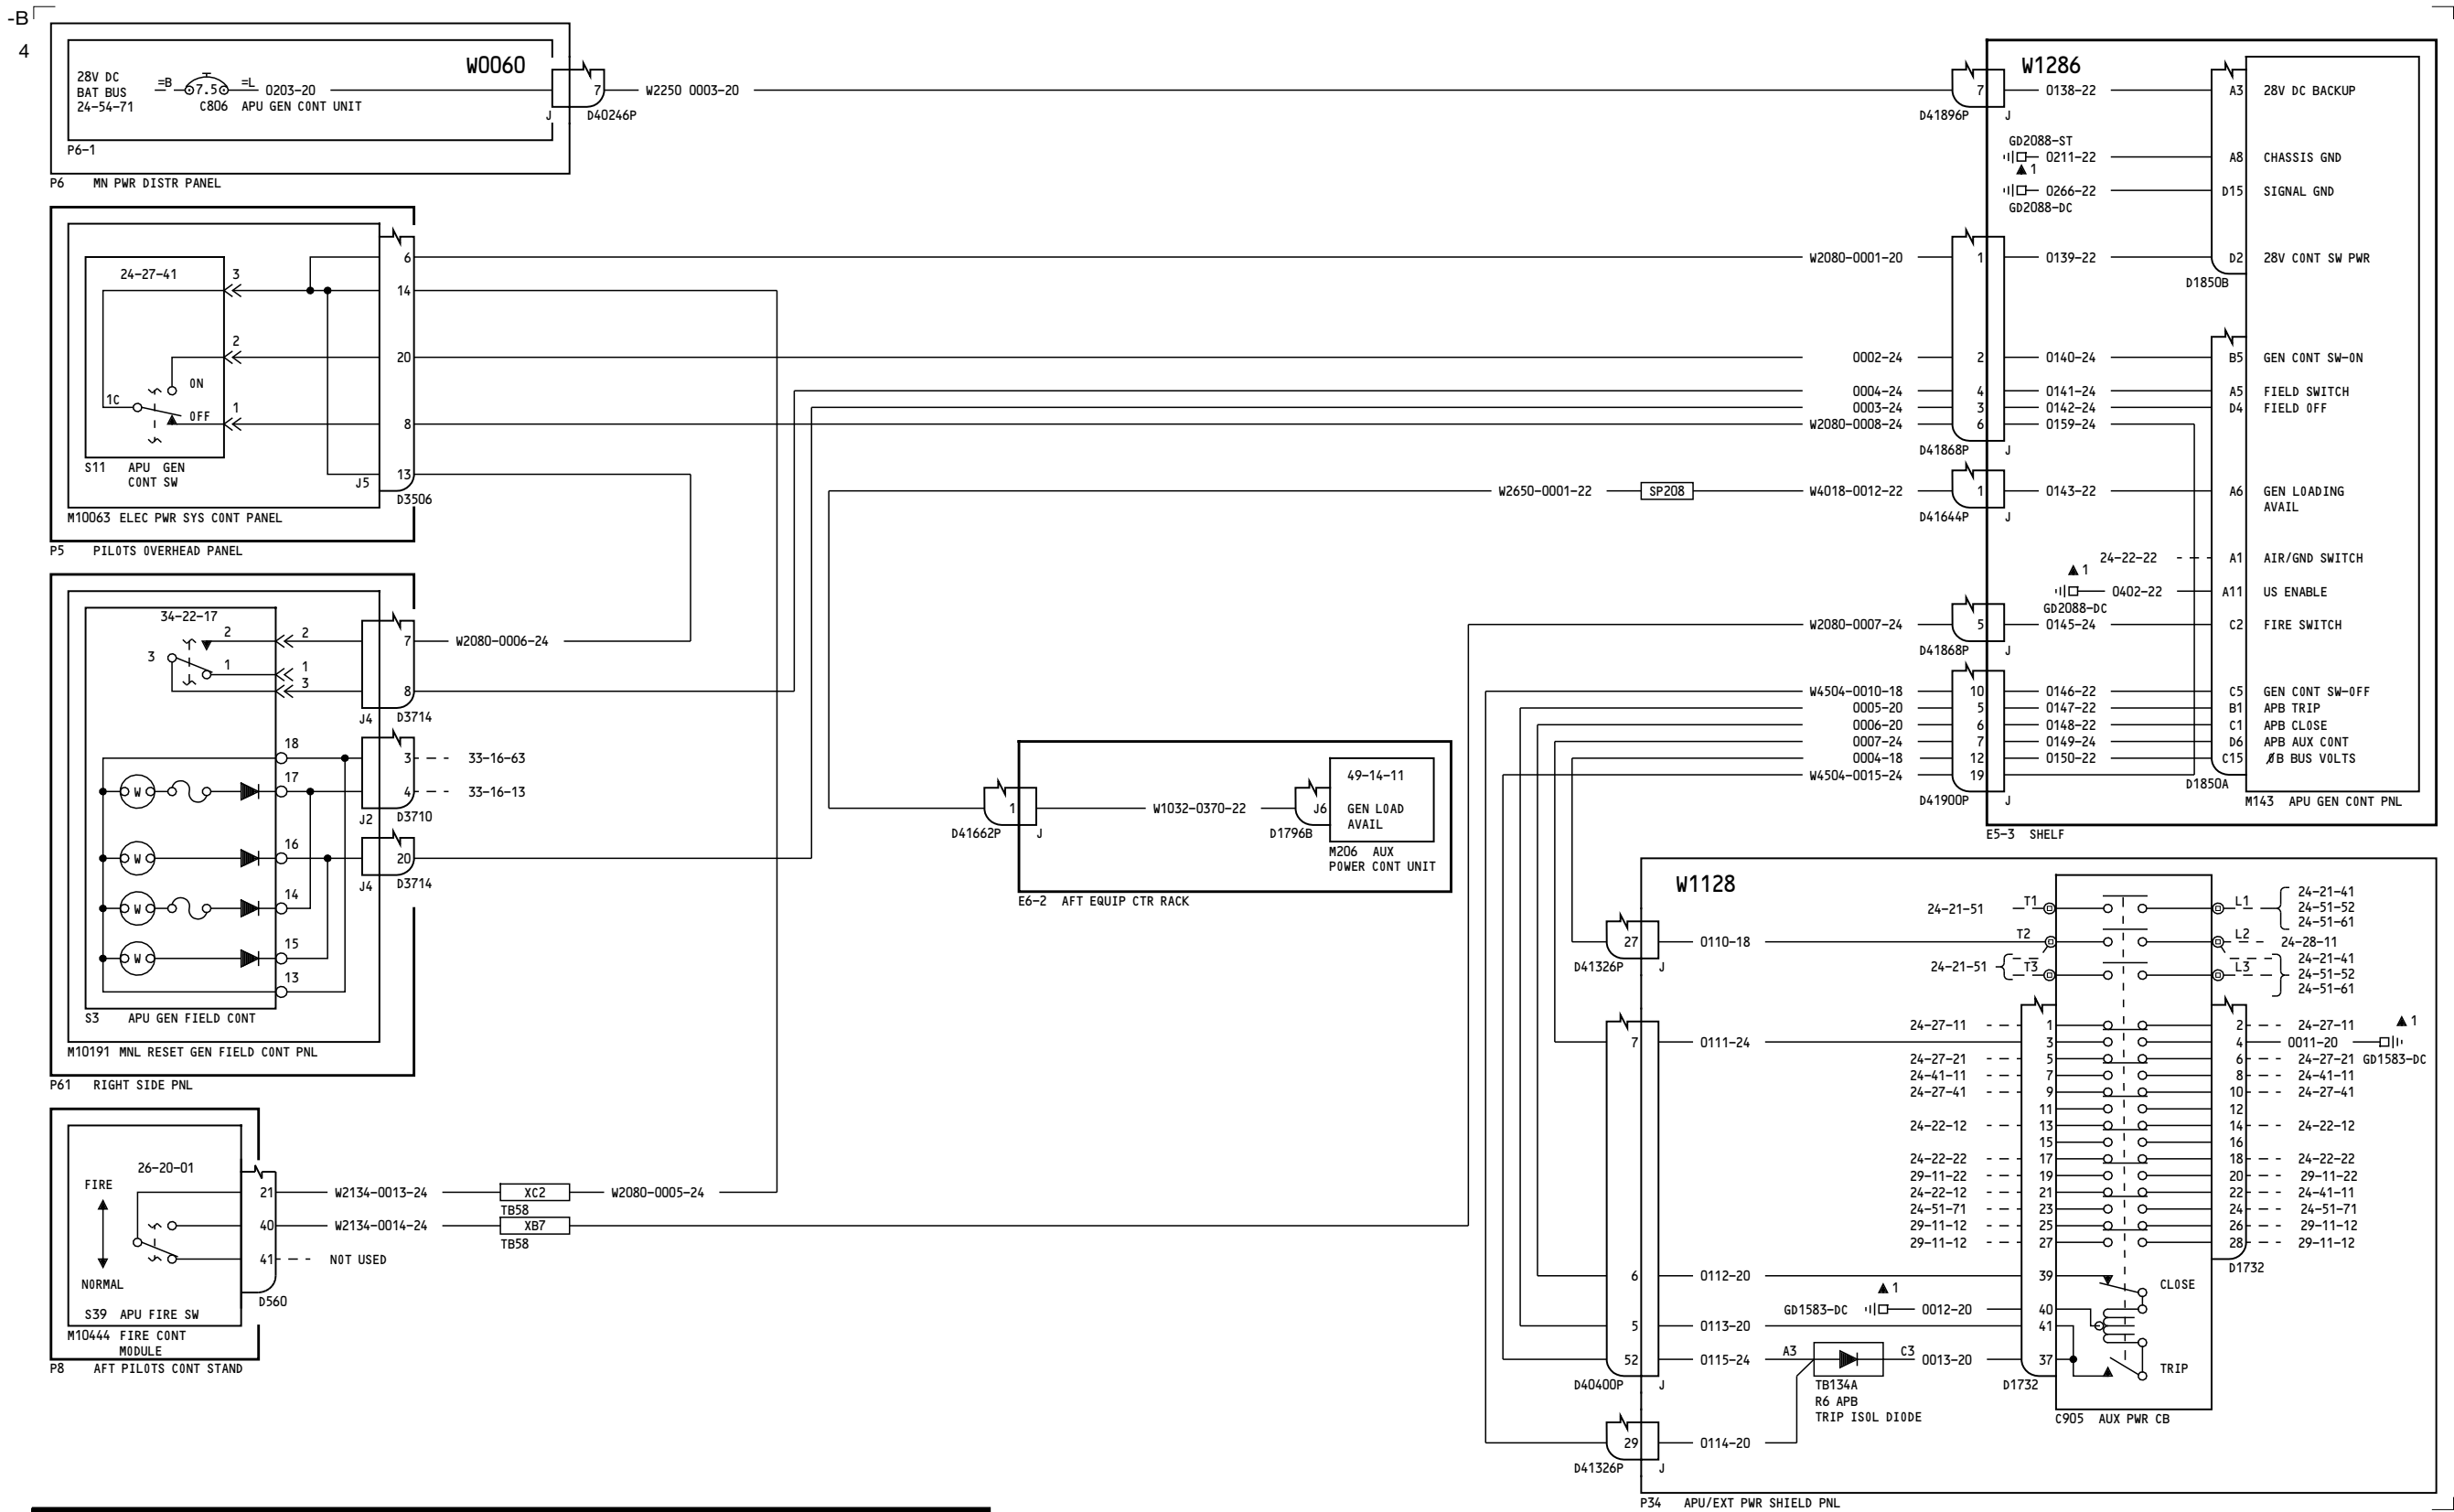 -B
4
W0060
28V DC
BAT BUS
24-54-71
=B
7.5
=L
0203-20
C806 APU GEN CONT UNIT
J
7
D40246P
W2250 0003-20
P6-1
P6 MN PWR DISTR PANEL
24-27-41
3
2
1
1C
ON
OFF
S11 APU GEN
CONT SW
6
14
20
8
13
J5
D3506
M10063 ELEC PWR SYS CONT PANEL
P5 PILOTS OVERHEAD PANEL
34-22-17
2
2
3
1
1
3
7
W2080-0006-24
8
J4
D3714
18
17
3
33-16-63
4
33-16-13
J2
D3710
W
16
20
J4
D3714
W
14
W
15
W
13
S3 APU GEN FIELD CONT
M10191 MNL RESET GEN FIELD CONT PNL
P61 RIGHT SIDE PNL
26-20-01
FIRE
NORMAL
21
W2134-0013-24
XC2
TB58
W2080-0005-24
40
W2134-0014-24
XB7
TB58
41
NOT USED
D560
S39 APU FIRE SW
M10444 FIRE CONT
MODULE
P8 AFT PILOTS CONT STAND
W2650-0001-22
SP208
W4018-0012-22
1
D41662P
J
W1032-0370-22
J6
D1796B
49-14-11
GEN LOAD
AVAIL
M206 AUX
POWER CONT UNIT
E6-2 AFT EQUIP CTR RACK
W1286
7
D41896P
J
0138-22
A3
28V DC BACKUP
GD2088-ST
0211-22
A8
CHASSIS GND
1
0266-22
D15
SIGNAL GND
GD2088-DC
W2080-0001-20
1
0139-22
D2
28V CONT SW PWR
D1850B
0002-24
2
0140-24
B5
GEN CONT SW-ON
0004-24
4
0141-24
A5
FIELD SWITCH
0003-24
3
0142-24
D4
FIELD OFF
W2080-0008-24
6
0159-24
D41868P
J
1
0143-22
A6
GEN LOADING
AVAIL
D41644P
J
24-22-22
A1
AIR/GND SWITCH
1
0402-22
A11
US ENABLE
GD2088-DC
W2080-0007-24
5
0145-24
C2
FIRE SWITCH
D41868P
J
W4504-0010-18
10
0146-22
C5
GEN CONT SW-OFF
0005-20
5
0147-22
B1
APB TRIP
0006-20
6
0148-22
C1
APB CLOSE
0007-24
7
0149-24
D6
APB AUX CONT
0004-18
12
0150-22
C15
ØB BUS VOLTS
W4504-0015-24
19
D1850A
D41900P
J
M143 APU GEN CONT PNL
E5-3 SHELF
W1128
24-21-51
T1
L1
24-21-41
24-51-52
24-51-61
27
0110-18
T2
L2
24-28-11
D41326P
J
24-21-51
T3
L3
24-21-41
24-51-52
24-51-61
24-27-11
1
2
24-27-11
1
7
0111-24
3
4
0011-20
GD1583-DC
24-27-21
5
6
24-27-21
24-41-11
7
8
24-41-11
24-27-41
9
10
24-27-41
11
12
24-22-12
13
14
24-22-12
15
16
24-22-22
17
18
24-22-22
29-11-22
19
20
29-11-22
24-22-12
21
22
24-41-11
24-51-71
23
24
24-51-71
29-11-12
25
26
29-11-12
29-11-12
27
28
29-11-12
D1732
6
0112-20
39
CLOSE
1
GD1583-DC
0012-20
40
5
0113-20
41
52
0115-24
A3
C3
0013-20
37
TRIP
D40400P
J
TB134A
R6 APB
TRIP ISOL DIODE
D1732
C905 AUX PWR CB
29
0114-20
D41326P
J
P34 APU/EXT PWR SHIELD PNL